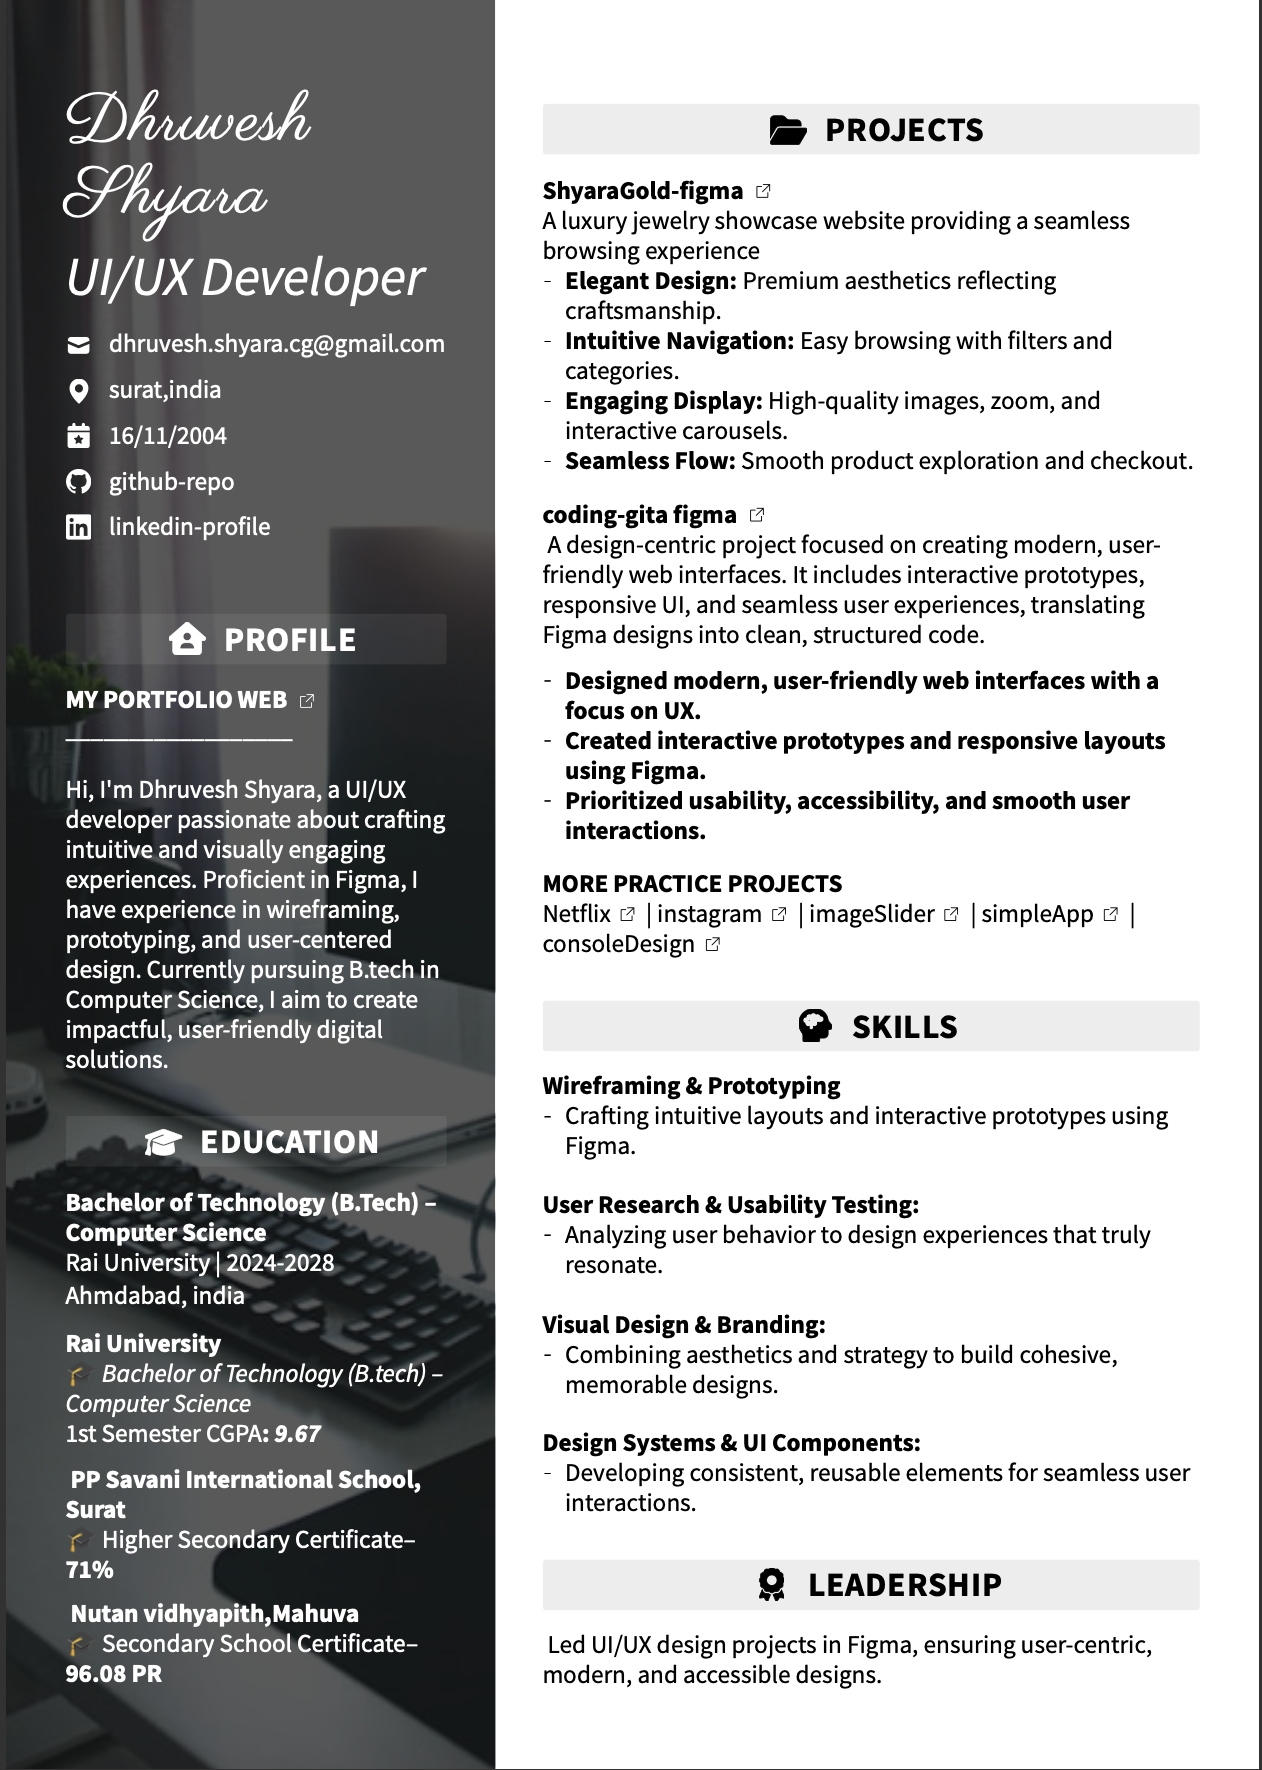 Dhruvesh
Shyara
UI/UX Developer
dhruvesh.shyara.cg@gmail.com
surat,india
16/11/2004
github-repo
linkedin-profile
PROFILE
MY PORTFOLIO WEB
__________________
Hi, I'm Dhruvesh Shyara, a UI/UX
developer passionate about crafting
intuitive and visually engaging
experiences. Proficient in Figma, I
have experience in wireframing,
prototyping, and user-centered
design. Currently pursuing B.tech in
Computer Science, I aim to create
impactful, user-friendly digital
solutions.
EDUCATION
Bachelor of Technology (B.Tech) –
Computer Science
Rai University | 2024-2028
Ahmdabad, india
Rai University
🎓 Bachelor of Technology (B.tech) –
Computer Science
1st Semester CGPA: 9.67
PP Savani International School,
Surat
🎓 Higher Secondary Certificate–
71%
Nutan vidhyapith,Mahuva
🎓 Secondary School Certificate–
96.08 PR
PROJECTS
ShyaraGold-figma
A luxury jewelry showcase website providing a seamless
browsing experience
- Elegant Design: Premium aesthetics reflecting
craftsmanship.
- Intuitive Navigation: Easy browsing with filters and
categories.
- Engaging Display: High-quality images, zoom, and
interactive carousels.
- Seamless Flow: Smooth product exploration and checkout.
coding-gita figma
A design-centric project focused on creating modern, user-
friendly web interfaces. It includes interactive prototypes,
responsive UI, and seamless user experiences, translating
Figma designs into clean, structured code.
- Designed modern, user-friendly web interfaces with a
focus on UX.
- Created interactive prototypes and responsive layouts
using Figma.
- Prioritized usability, accessibility, and smooth user
interactions.
MORE PRACTICE PROJECTS
Netflix | instagram | imageSlider | simpleApp |
consoleDesign
SKILLS
Wireframing & Prototyping
- Crafting intuitive layouts and interactive prototypes using
Figma.
User Research & Usability Testing:
- Analyzing user behavior to design experiences that truly
resonate.
Visual Design & Branding:
- Combining aesthetics and strategy to build cohesive,
memorable designs.
Design Systems & UI Components:
- Developing consistent, reusable elements for seamless user
interactions.
LEADERSHIP
Led UI/UX design projects in Figma, ensuring user-centric,
modern, and accessible designs.